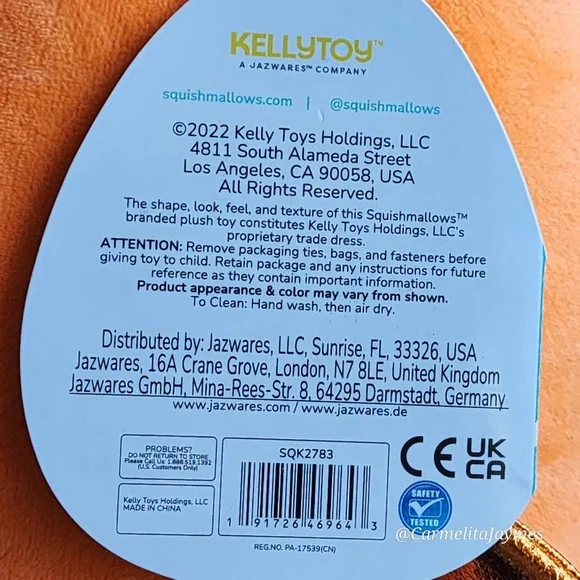 KELLYTOY™
A JAZWARES™ COMPANY
squishmallows.com | @squishmallows
©2022 Kelly Toys Holdings, LLC
4811 South Alameda Street
Los Angeles, CA 90058, USA
All Rights Reserved.
The shape, look, feel, and texture of this Squishmallows™
branded plush toy constitutes Kelly Toys Holdings, LLC's
proprietary trade dress.
ATTENTION: Remove packaging ties, bags, and fasteners before
giving toy to child. Retain package and any instructions for future
reference as they contain important information.
Product appearance & color may vary from shown.
To Clean: Hand wash, then air dry.
Distributed by: Jazwares, LLC, Sunrise, FL, 33326, USA
Jazwares, 16A Crane Grove, London, N7 8LE, United Kingdom
Jazwares GmbH, Mina-Rees-Str. 8, 64295 Darmstadt, Germany
www.jazwares.com / www.jazwares.de
PROBLEMS?
DO NOT RETURN TO STORE
Please Call Us: 1.888.519.1392
(U.S. Customers Only)
Kelly Toys Holdings, LLC
MADE IN CHINA
SQK2783
1 91726 46964 3
REG.NO. PA-17539(CN)
CE
UK
CA
SAFETY
TESTED
@CarmelitaJaymes